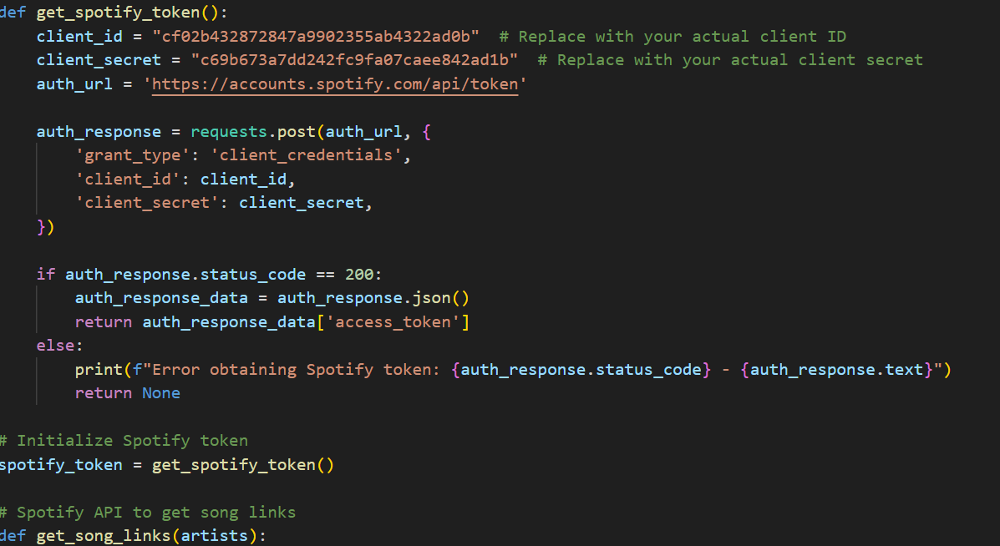 def get_spotify_token():
    client_id = "cf02b432872847a9902355ab4322ad0b"  # Replace with your actual client ID
    client_secret = "c69b673a7dd242fc9fa07caee842ad1b"  # Replace with your actual client secret
    auth_url = 'https://accounts.spotify.com/api/token'
    auth_response = requests.post(auth_url, {
        'grant_type': 'client_credentials',
        'client_id': client_id,
        'client_secret': client_secret,
    })
    if auth_response.status_code == 200:
        auth_response_data = auth_response.json()
        return auth_response_data['access_token']
    else:
        print(f"Error obtaining Spotify token: {auth_response.status_code} - {auth_response.text}")
        return None
# Initialize Spotify token
spotify_token = get_spotify_token()
# Spotify API to get song links
def get_song_links(artists):